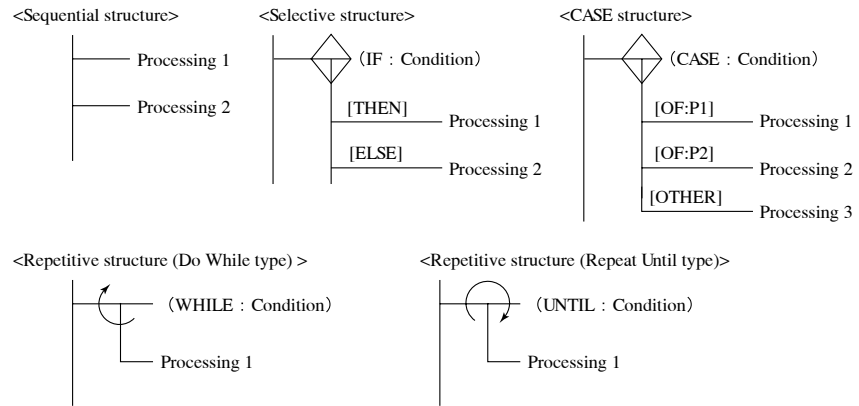 <Sequential structure>
Processing 1
Processing 2
<Selective structure>
(IF : Condition)
[THEN]
Processing 1
[ELSE]
Processing 2
<CASE structure>
(CASE : Condition)
[OF:P1]
Processing 1
[OF:P2]
Processing 2
[OTHER]
Processing 3
<Repetitive structure (Do While type) >
(WHILE : Condition)
Processing 1
<Repetitive structure (Repeat Until type)>
(UNTIL : Condition)
Processing 1